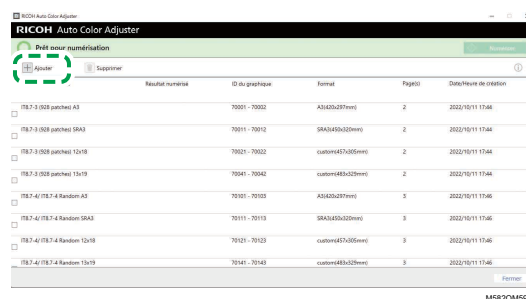 RICOH Auto Color Adjuster
RICOH Auto Color Adjuster
Prêt pour numérisation
Numériser
Ajouter Supprimer
Résultat numérisé ID du graphique Format Page(s) Date/Heure de création
IT8.7-3 (928 patches) A3 70001 - 70002 A3(420x297mm) 2 2022/10/11 17:44
IT8.7-3 (928 patches) SRA3 70011 - 70012 SRA3(450x320mm) 2 2022/10/11 17:44
IT8.7-3 (928 patches) 12x18 70021 - 70022 custom(457x305mm) 2 2022/10/11 17:44
IT8.7-3 (928 patches) 13x19 70041 - 70042 custom(483x329mm) 2 2022/10/11 17:44
IT8.7-4/ IT8.7-4 Random A3 70101 - 70103 A3(420x297mm) 3 2022/10/11 17:46
IT8.7-4/ IT8.7-4 Random SRA3 70111 - 70113 SRA3(450x320mm) 3 2022/10/11 17:46
IT8.7-4/ IT8.7-4 Random 12x18 70121 - 70123 custom(457x305mm) 3 2022/10/11 17:46
IT8.7-4/ IT8.7-4 Random 13x19 70141 - 70143 custom(483x329mm) 3 2022/10/11 17:46
Fermer